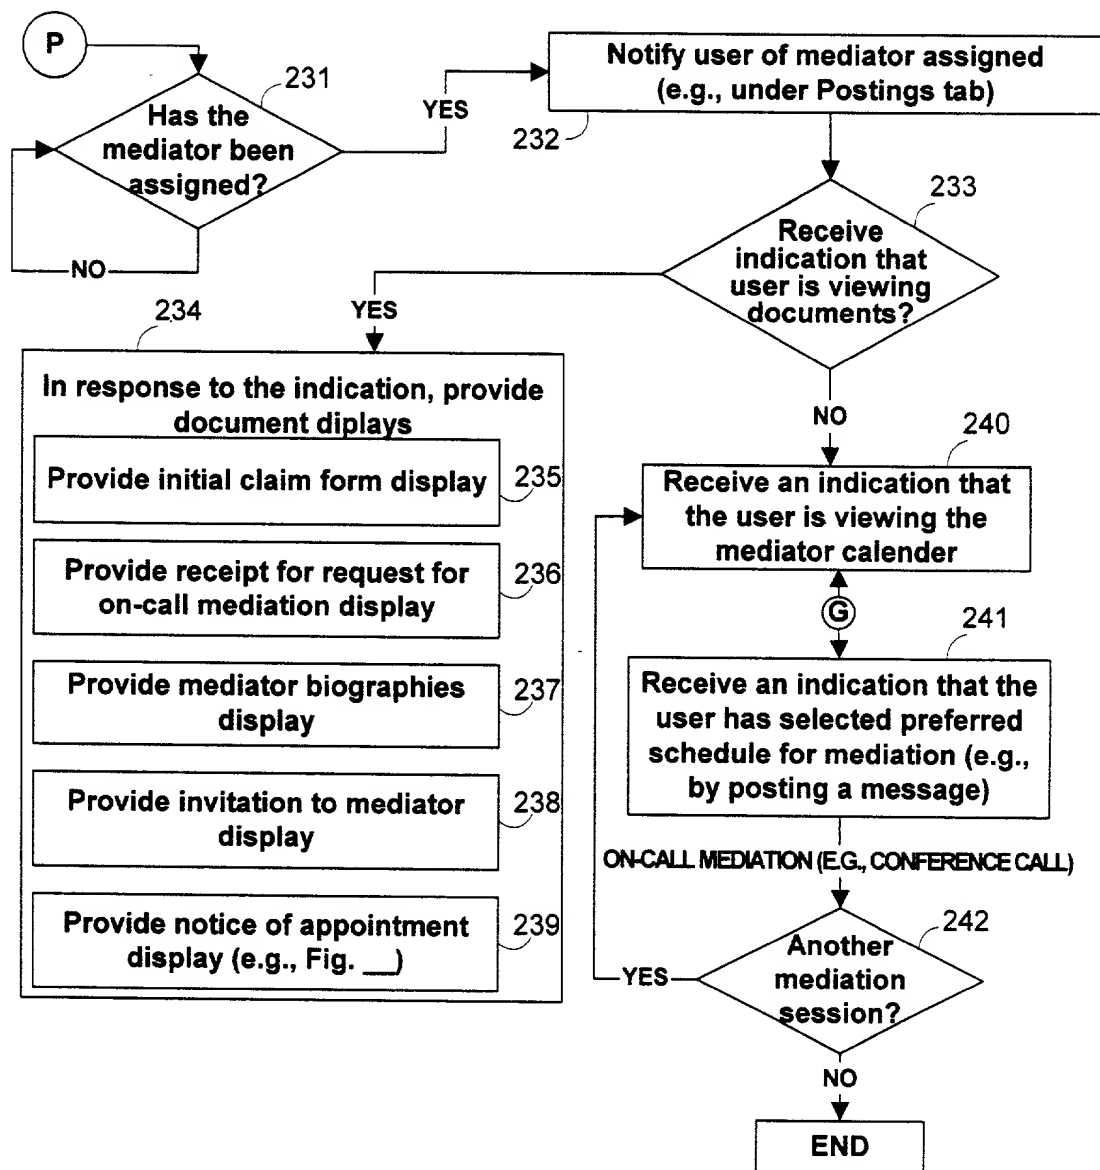 P
231
Has the
mediator been
assigned?
YES
NO
Notify user of mediator assigned
(e.g., under Postings tab)
232
233
Receive
indication that
user is viewing
documents?
YES
NO
234
In response to the indication, provide
document diplays
Provide initial claim form display
235
Provide receipt for request for
on-call mediation display
236
Provide mediator biographies
display
237
Provide invitation to mediator
display
238
Provide notice of appointment
display (e.g., Fig. __)
239
240
Receive an indication that
the user is viewing the
mediator calender
G
241
Receive an indication that the
user has selected preferred
schedule for mediation (e.g.,
by posting a message)
ON-CALL MEDIATION (E.G., CONFERENCE CALL)
242
Another
mediation
session?
YES
NO
END